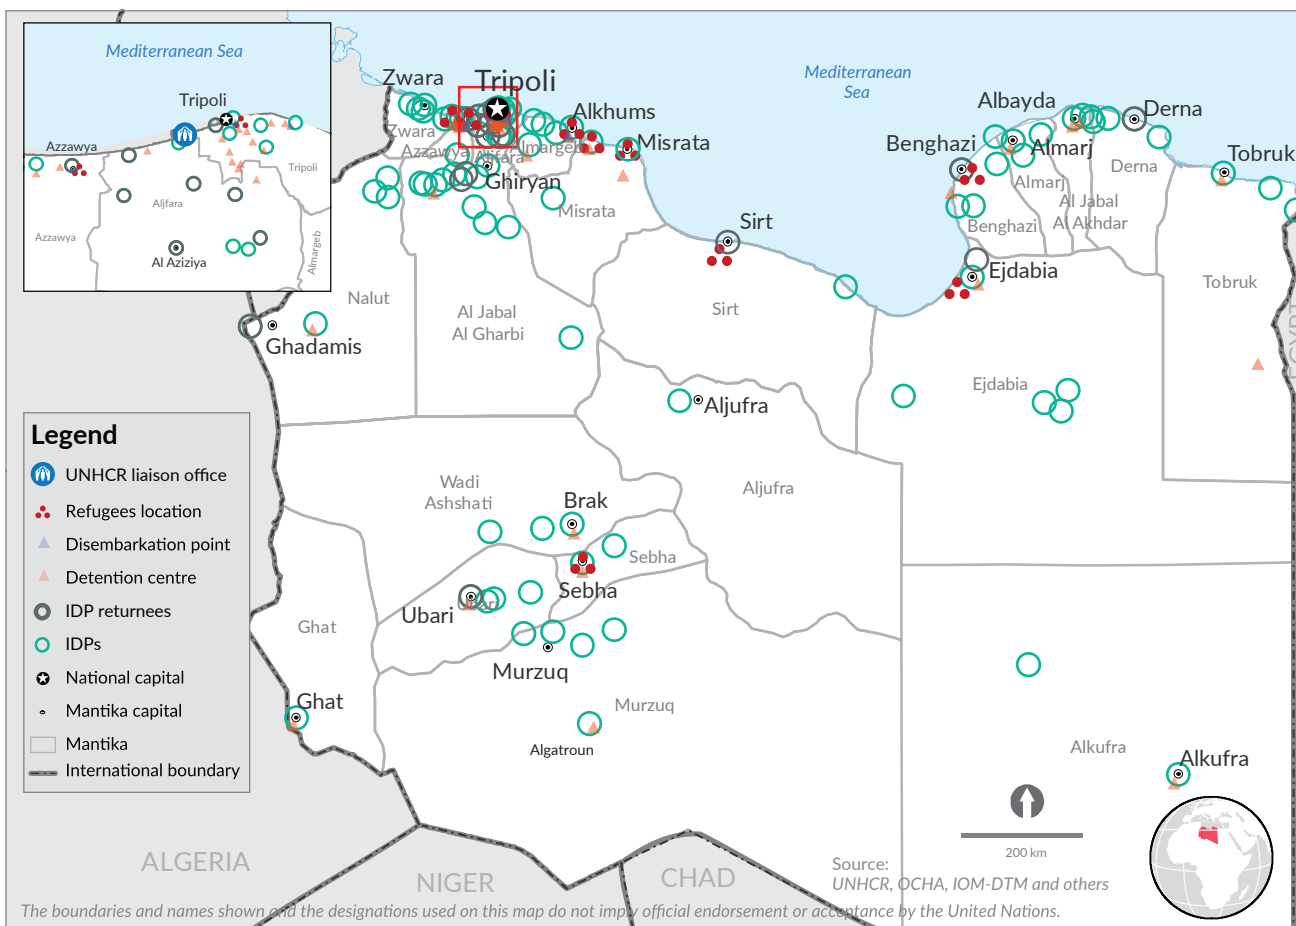 Mediterranean Sea
Tripoli
Azzawya
Tripoli
Aljfara
Azzawya
Al Aziziya
Almargeb
Zwara
Tripoli
Alkhums
Misrata
Zwara
Azzawya
Aljfara
Almargeb
Ghiryan
Misrata
Mediterranean
Sea
Albayda
Derna
Benghazi
Almarj
Tobruk
Derna
Almarj
Al Jabal
Al Akhdar
Benghazi
Sirt
Ejdabia
Tobruk
EGYPT
Nalut
Al Jabal
Al Gharbi
Sirt
Ghadamis
Ejdabia
Aljufra
Legend
UNHCR liaison office
Refugees location
Disembarkation point
Detention centre
IDP returnees
IDPs
National capital
Mantika capital
Mantika
International boundary
Wadi
Ashshati
Brak
Aljufra
Sebha
Sebha
Ubari
Ubari
Ghat
Murzuq
Ghat
Murzuq
Algatroun
Alkufra
Alkufra
200 km
ALGERIA
NIGER
CHAD
Source:
UNHCR, OCHA, IOM-DTM and others
The boundaries and names shown and the designations used on this map do not imply official endorsement or acceptance by the United Nations.